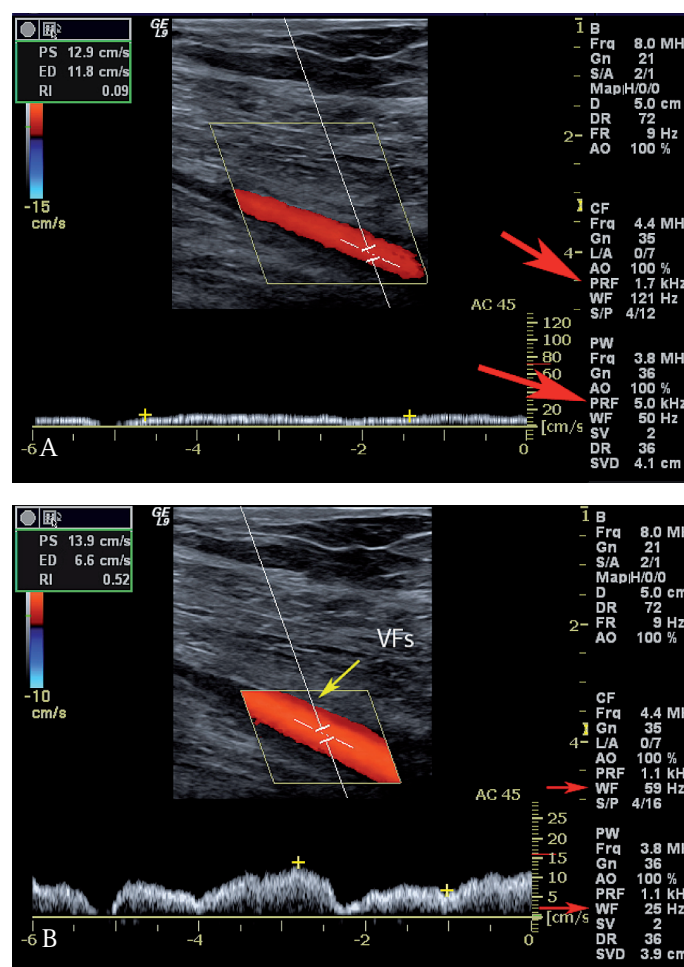 GE
L9
PS 12.9 cm/s
ED 11.8 cm/s
RI 0.09
-15
cm/s
1
B
Frq 8.0 MH
Gn 21
S/A 2/1
Map H/0/0
D 5.0 cm
DR 72
FR 9 Hz
AO 100 %
2
CF
Frq 4.4 MH
Gn 35
L/A 0/7
AO 100 %
PRF 1.7 kHz
WF 121 Hz
S/P 4/12
4
AC 45
PW
Frq 3.8 MH
Gn 36
AO 100%
PRF 5.0 kHz
WF 50 Hz
SV 2
DR 36
SVD 4.1 cm
120
100
80
60
20
[cm/s
-6 -4 -2 0
A
GE
L9
PS 13.9 cm/s
ED 6.6 cm/s
RI 0.52
-10
cm/s
VFs
1
B
Frq 8.0 MH
Gn 21
S/A 2/1
Map H/0/0
D 5.0 cm
DR 72
FR 9 Hz
AO 100 %
2
CF
Frq 4.4 MH
Gn 35
L/A 0/7
AO 100 %
PRF 1.1 kH
WF 59 Hz
S/P 4/16
4
AC 45
PW
Frq 3.8 MH
Gn 36
AO 100 %
PRF 1.1 kH
WF 25 Hz
SV 2
DR 36
SVD 3.9 cm
25
20
15
10
5
[cm/s
-6 -4 -2 0
B